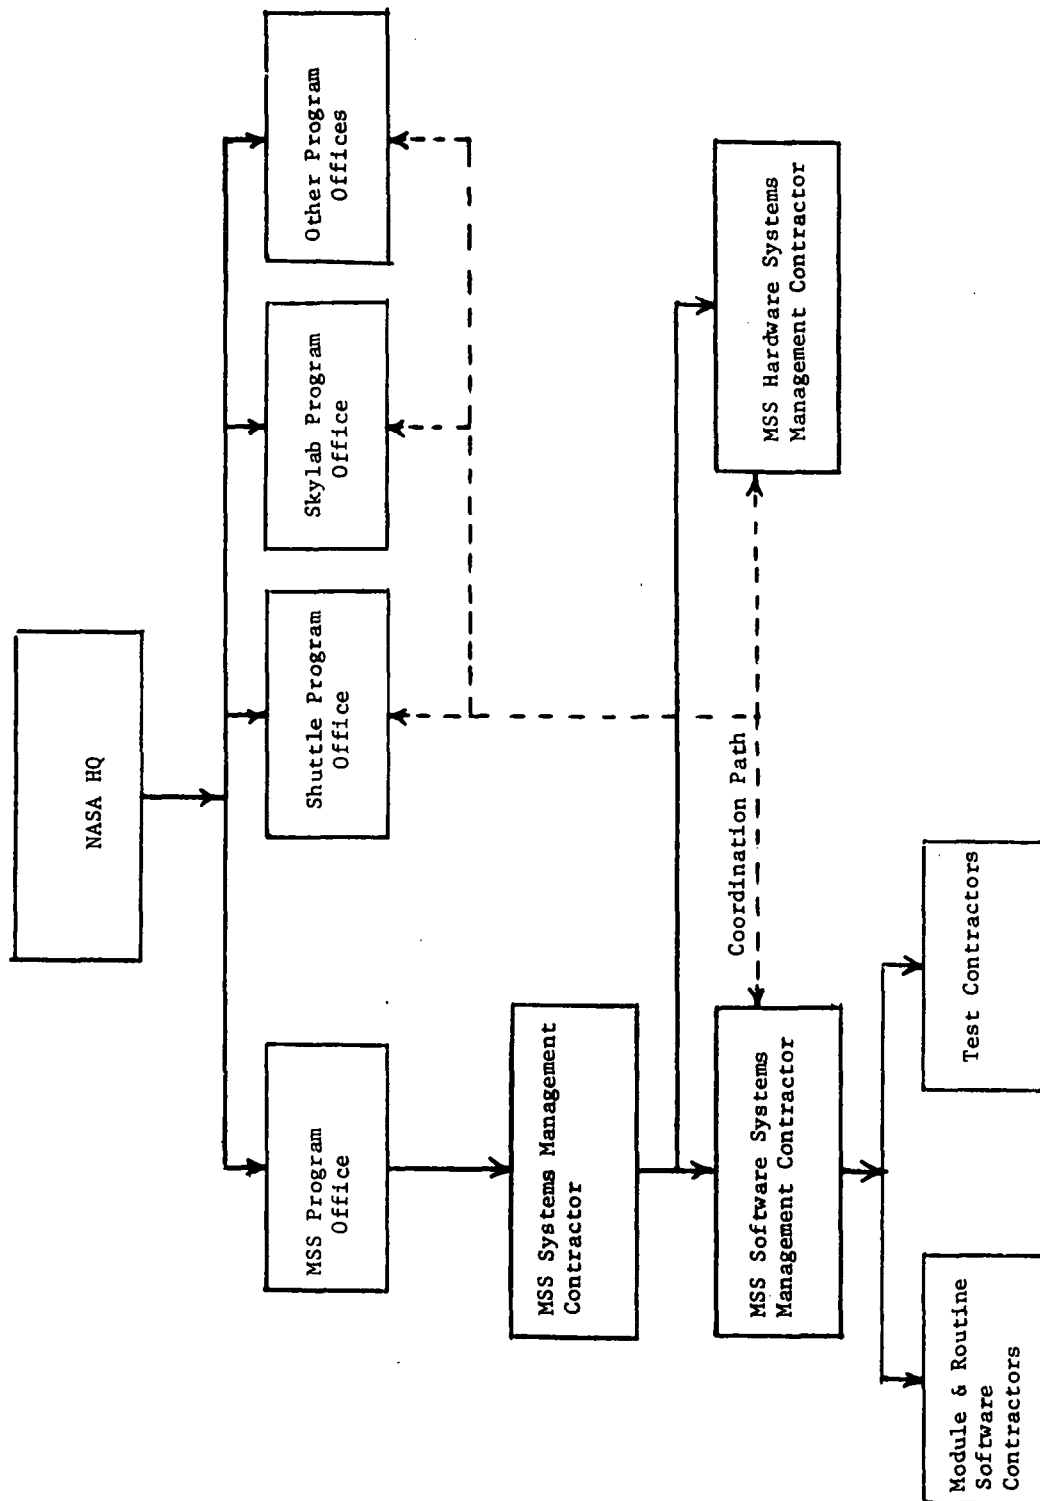 NASA HQ
MSS Program
Office
Shuttle Program
Office
Skylab Program
Office
Other Program
Offices
MSS Systems Management
Contractor
Coordination Path
MSS Software Systems
Management Contractor
MSS Hardware Systems
Management Contractor
Module & Routine
Software
Contractors
Test Contractors